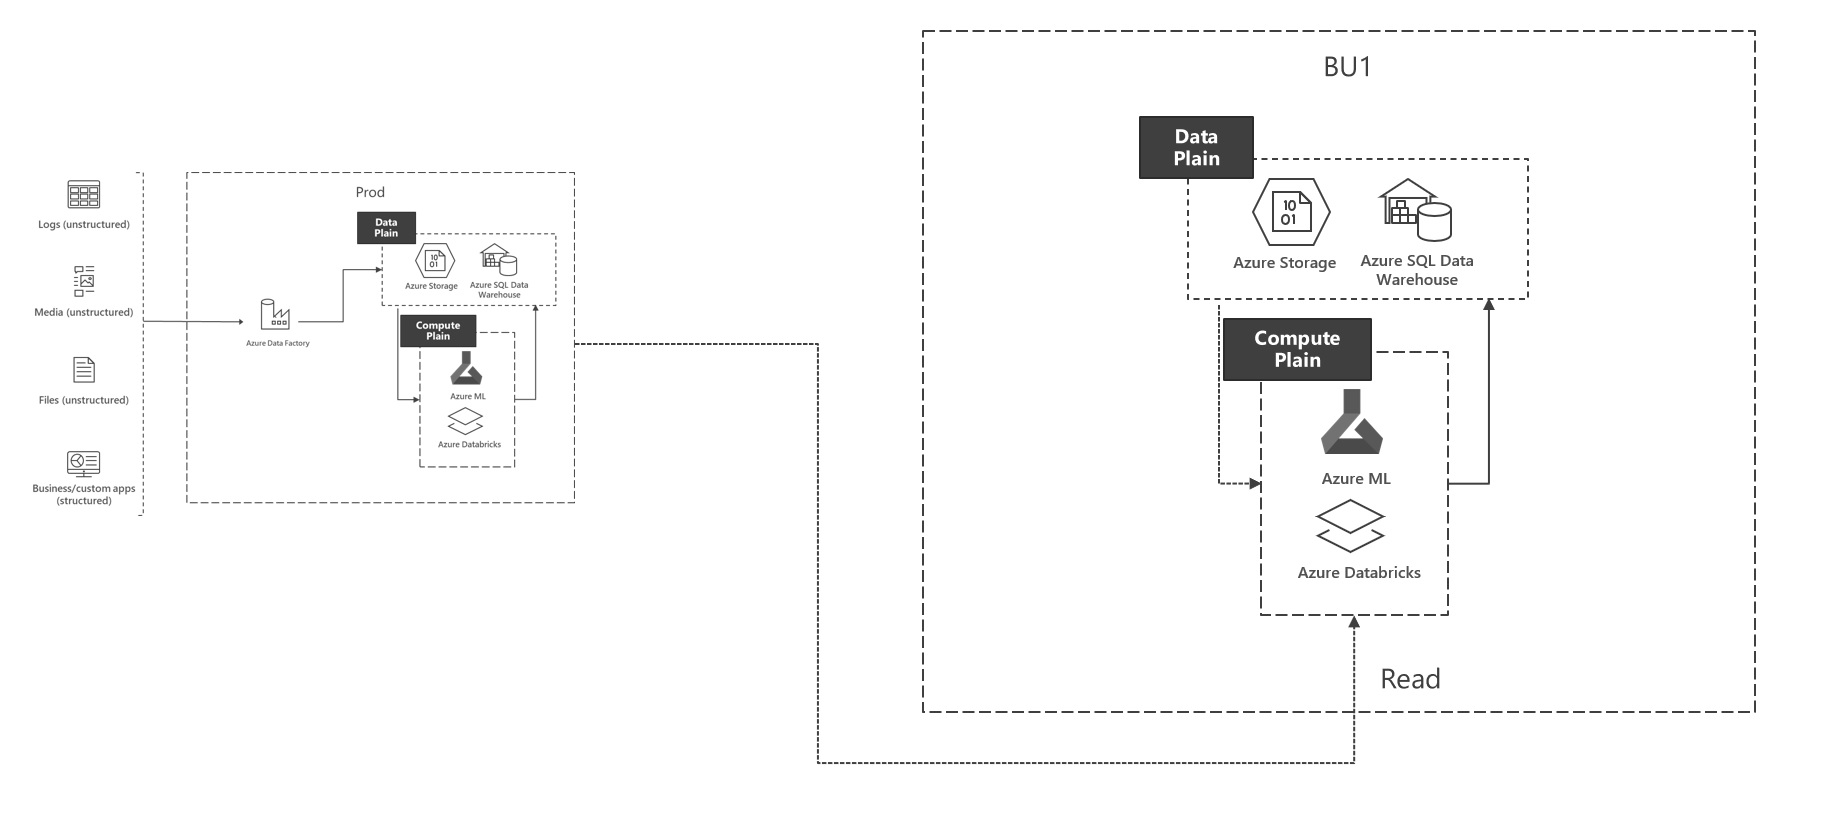 Logs (unstructured)
Media (unstructured)
Files (unstructured)
Business/custom apps
(structured)
Prod
Data
Plain
10
01
Azure Storage
Azure SQL Data
Warehouse
Azure Data Factory
Compute
Plain
Azure ML
Azure Databricks
BU1
Data
Plain
10
01
Azure Storage
Azure SQL Data
Warehouse
Compute
Plain
Azure ML
Azure Databricks
Read